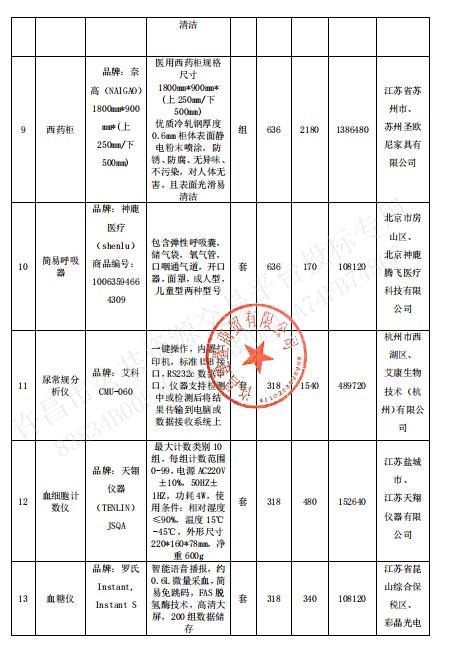 清洁
9
西药柜
品牌：奈
高（NAIGAO）
1800mm*900
mm*(上
250mm/下
500mm)
医用西药柜规格
尺寸
1800mm*900mm*
(上 250mm/下
500mm)
优质冷轧钢厚度
0.6mm 柜体表面静
电粉末喷涂，防
锈、防腐、无异味、
不污染，对人体无
害，且表面光滑易
清洁
组
636
2180
1386480
江苏省苏
州市、
苏州圣欧
尼家具有
限公司
10
简易呼吸
器
品牌：神鹿
医疗
（shenlu）
商品编号：
1006359466
4309
包含弹性呼吸囊，
储气袋，氧气管，
口咽通气道，开口
器，面罩，成人型，
儿童型两种型号
套
636
170
108120
北京市房
山区、
北京神鹿
腾飞医疗
科技有限
公司
11
尿常规分
析仪
品牌：艾科
CMU-060
一键操作，内置打
印机，标准 USB 接
口，RS232c 数据串
口，仪器支持检测
中或检测后将结
果传输到电脑或
数据接收系统上
套
318
1540
489720
杭州市西
湖区、
艾康生物
技术（杭
州）有限公
司
12
血细胞计
数仪
品牌：天翎
仪器
（TENLIN）
JSQA
最大计数类别 10
组，每组计数范围
0-99，电源 AC220V
±10%，50HZ±
1HZ，功耗 4W，使
用条件：相对湿度
≤90%，温度 15℃
-45℃，外形尺寸
220*160*78mm，净
重 600g
套
318
480
152640
江苏盐城
市、
江苏天翔
仪器有限
公司
13
血糖仪
品牌：罗氏
Instant,
Instant S
智能语音播报，约
0.6L 微量采血，简
易免跳码，FAS 脱
氢酶技术，高清大
屏，200 组数据储
存
套
318
340
108120
江苏省昆
山综合保
税区、
彩晶光电